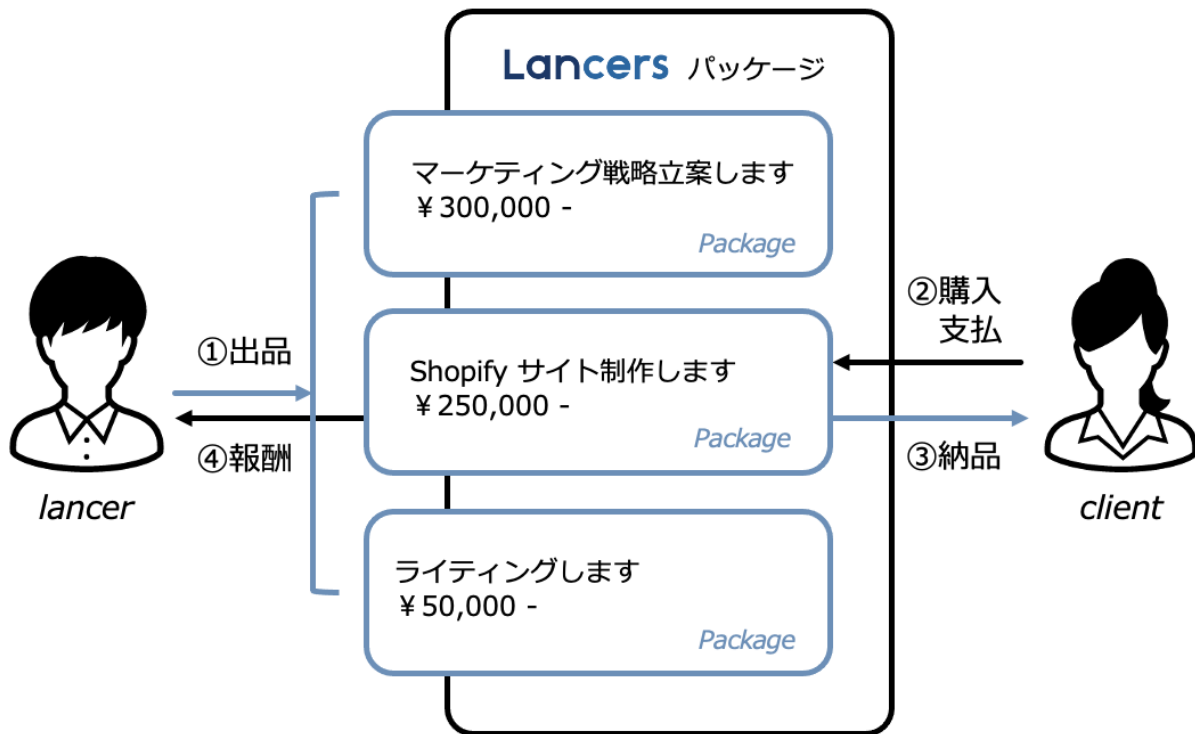 Lancers パッケージ
マーケティング戦略立案します
¥300,000 -
Package
①出品
④報酬
lancer
Shopify サイト制作します
¥250,000 -
Package
②購入
支払
③納品
client
ライティングします
¥50,000 -
Package